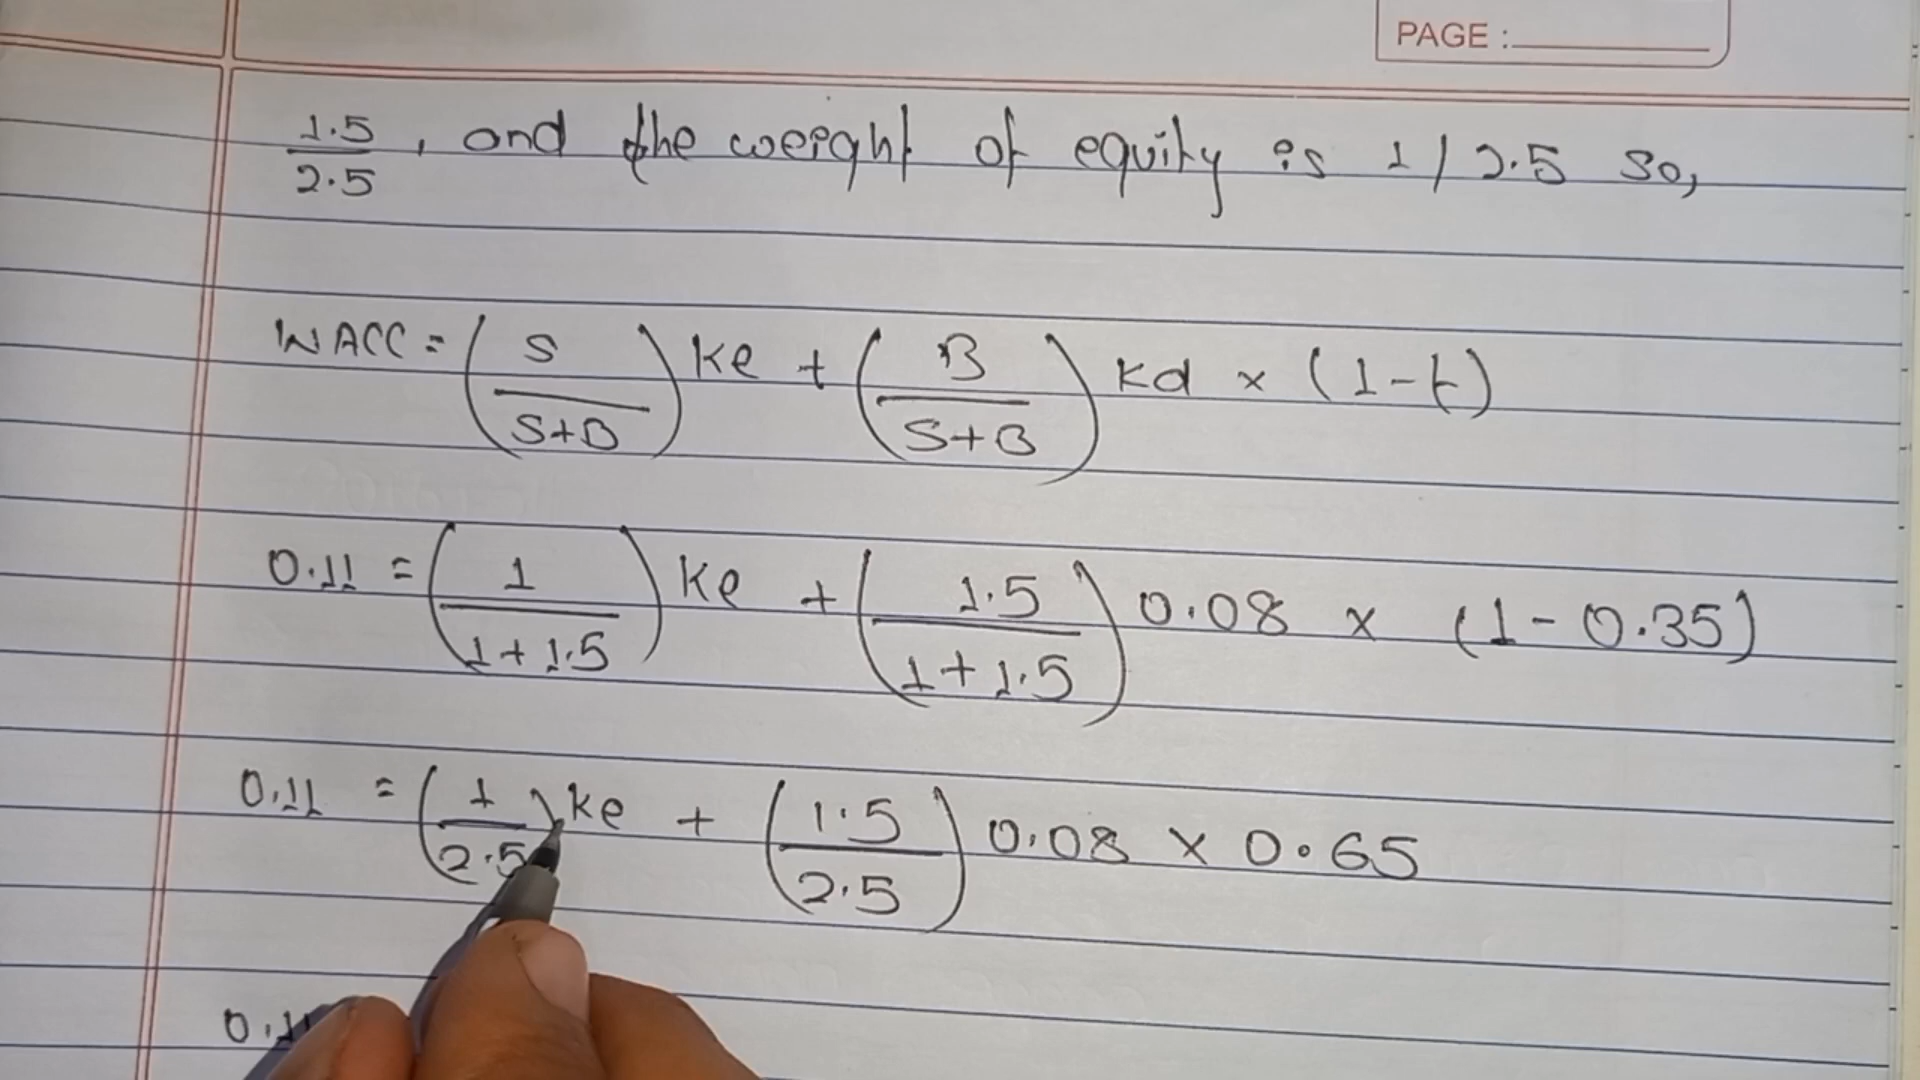 PAGE :
1.5/2.5, and the weight of equity is 1/2.5 so,
WACC = (S/(S+B)) ke + (B/(S+B)) kd × (1-t)
0.11 = (1/(1+1.5)) ke + (1.5/(1+1.5)) 0.08 × (1-0.35)
0.11 = (1/2.5) ke + (1.5/2.5) 0.08 × 0.65